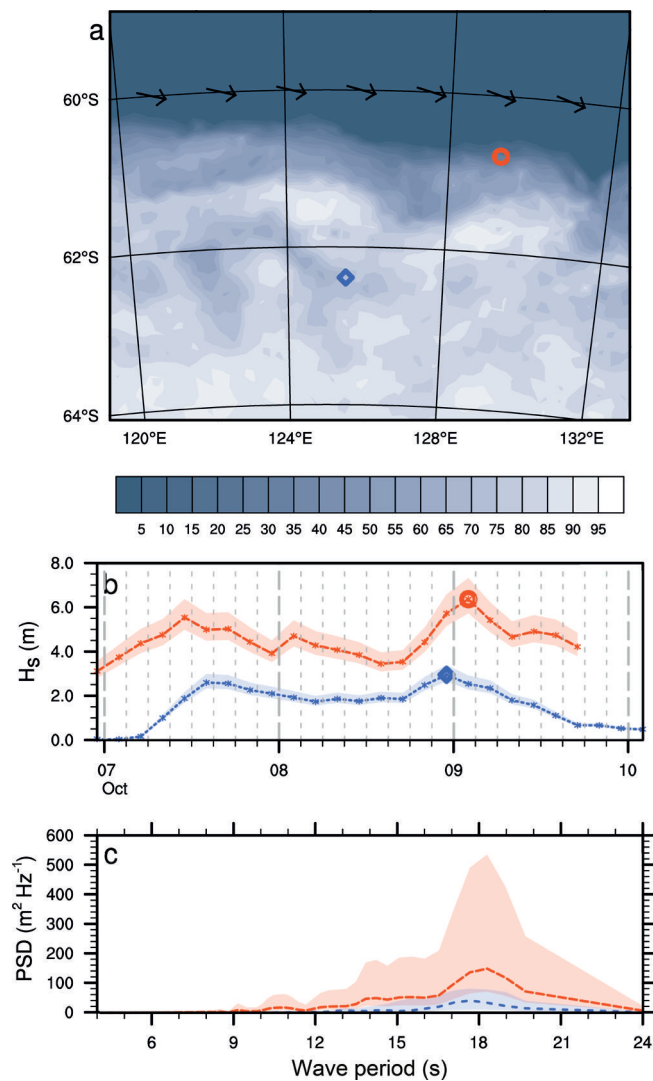 a
60°S
62°S
64°S
120°E 124°E 128°E 132°E
5 10 15 20 25 30 35 40 45 50 55 60 65 70 75 80 85 90 95
b
8.0
6.0
4.0
2.0
0.0
Hs (m)
07 08 09 10
Oct
c
600
500
400
300
200
100
0
PSD (m² Hz⁻¹)
6 9 12 15 18 21 24
Wave period (s)